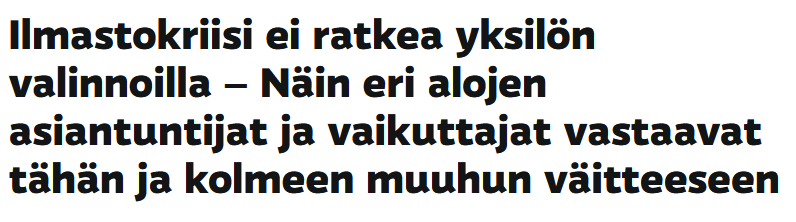 Ilmastokriisi ei ratkea yksilön
valinnoilla – Näin eri alojen
asiantuntijat ja vaikuttajat vastaavat
tähän ja kolmeen muuhun väitteeseen